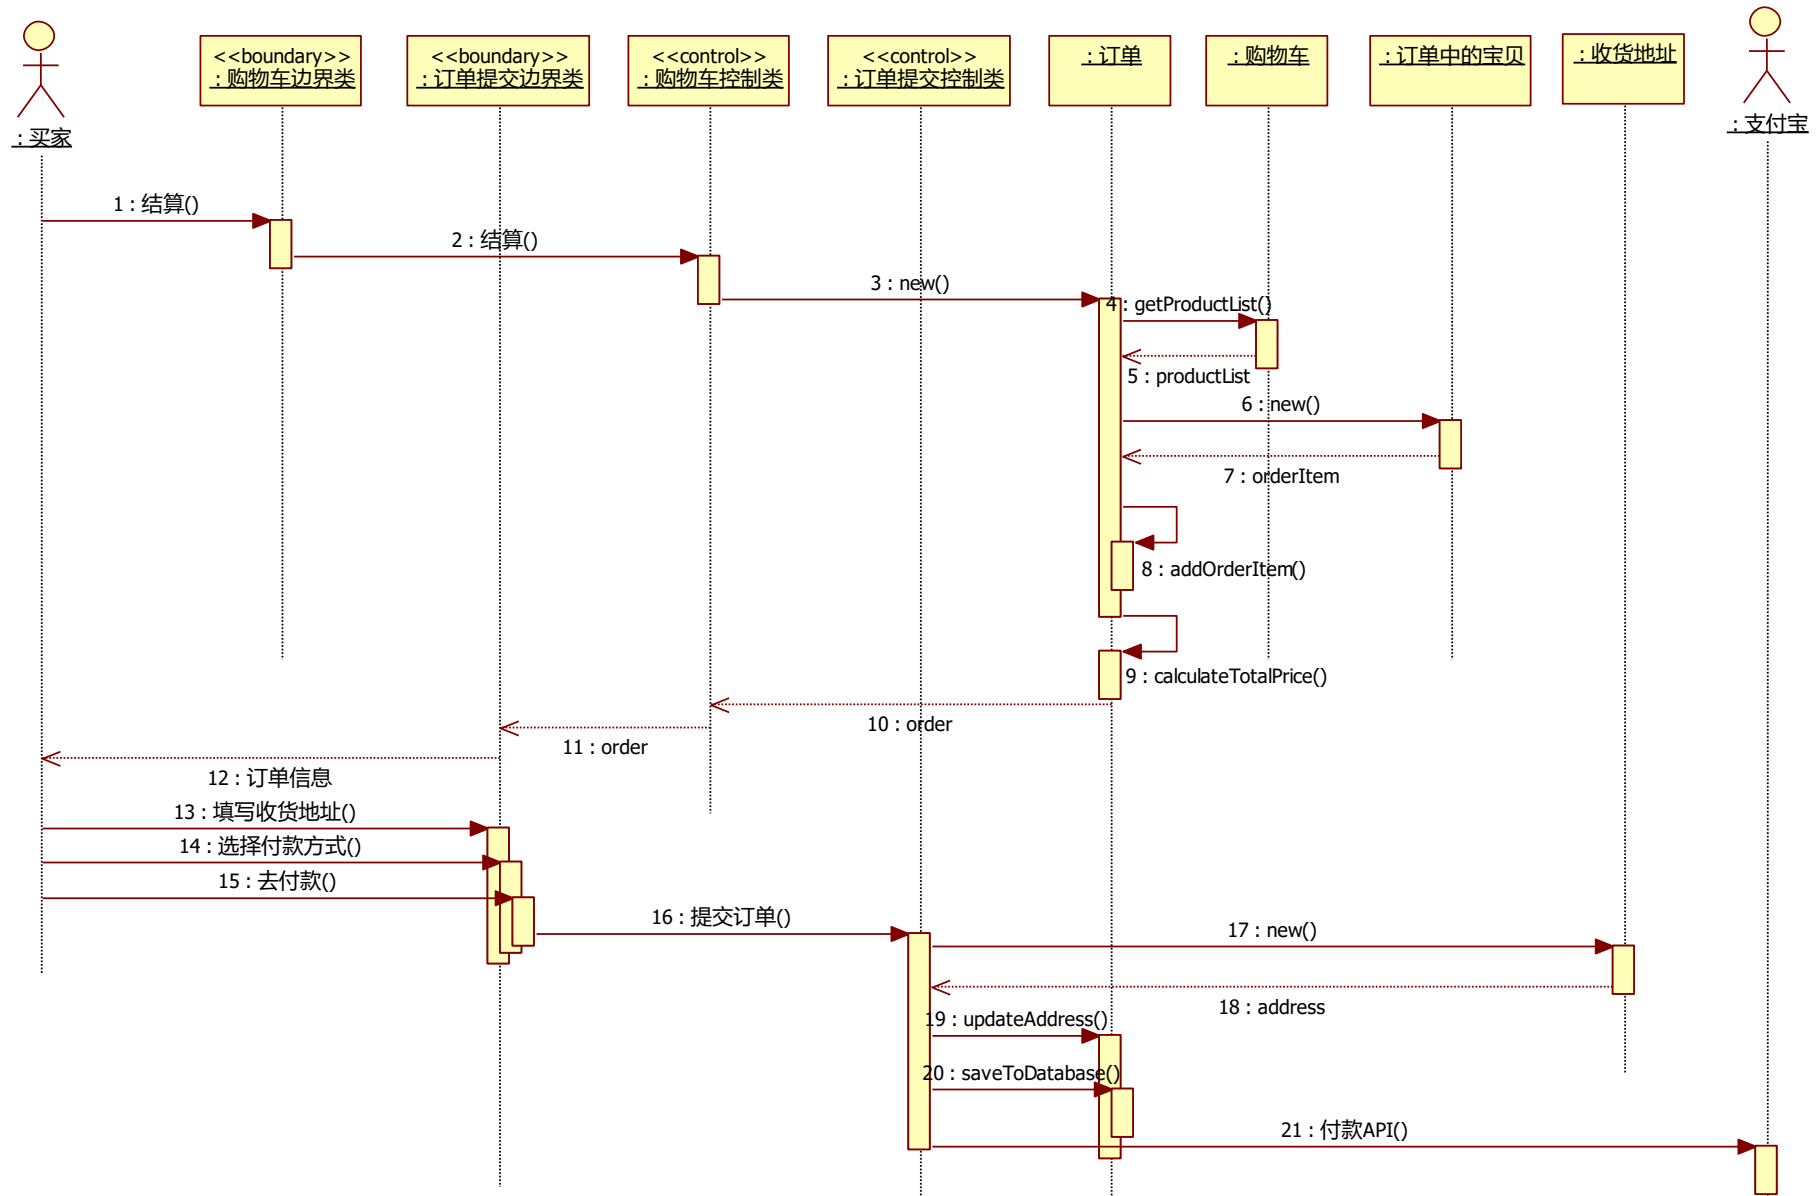 <<boundary>>
: 购物车边界类
<<boundary>>
: 订单提交边界类
<<control>>
: 购物车控制类
<<control>>
: 订单提交控制类
: 订单
: 购物车
: 订单中的宝贝
: 收货地址
: 买家
: 支付宝
1 : 结算()
2 : 结算()
3 : new()
4 : getProductList()
5 : productList
6 : new()
7 : orderItem
8 : addOrderItem()
9 : calculateTotalPrice()
10 : order
11 : order
12 : 订单信息
13 : 填写收货地址()
14 : 选择付款方式()
15 : 去付款()
16 : 提交订单()
17 : new()
18 : address
19 : updateAddress()
20 : saveToDatabase()
21 : 付款API()